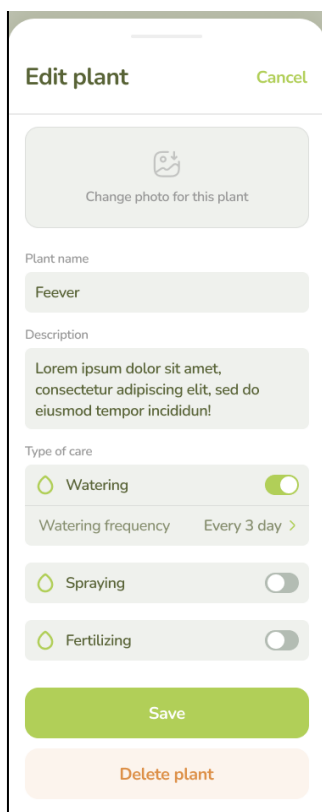 Edit plant Cancel
Change photo for this plant
Plant name
Feever
Description
Lorem ipsum dolor sit amet,
consectetur adipiscing elit, sed do
eiusmod tempor incididun!
Type of care
Watering
Watering frequency Every 3 day >
Spraying
Fertilizing
Save
Delete plant